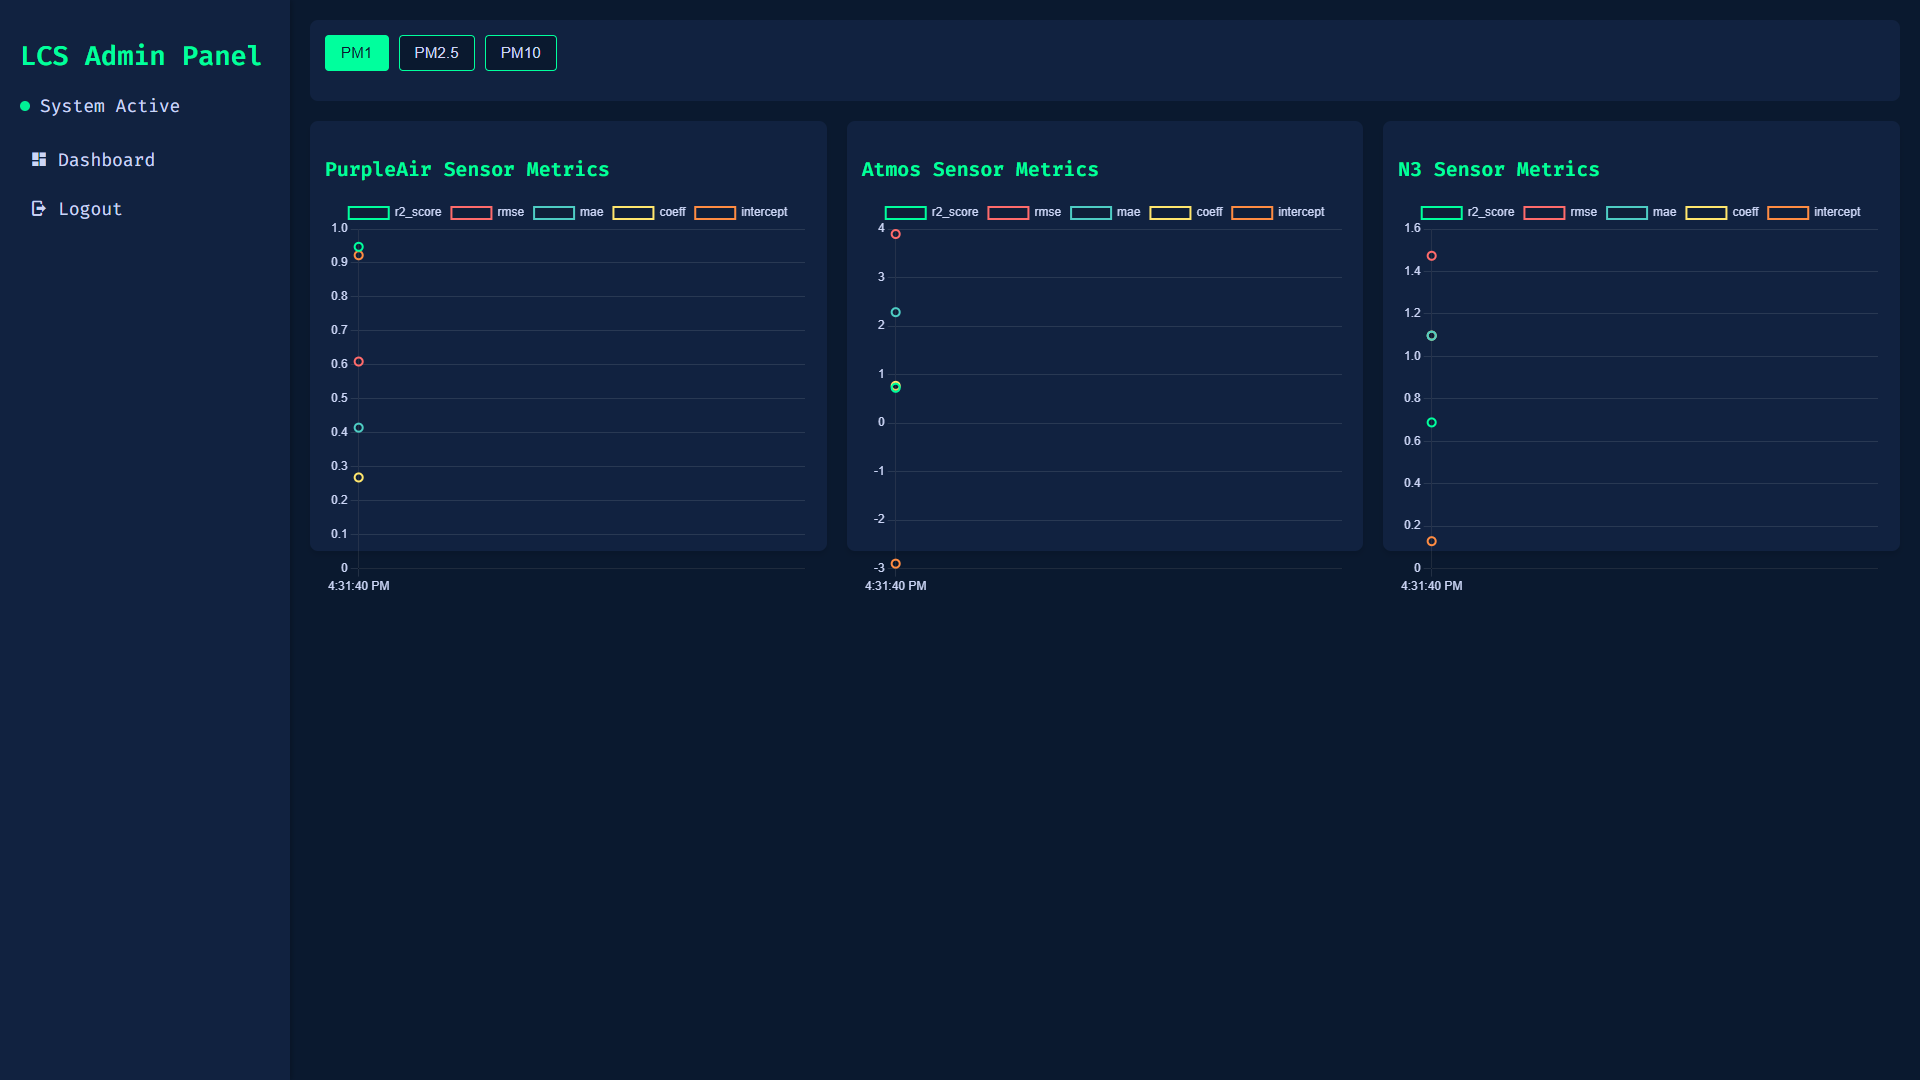 LCS Admin Panel
System Active
Dashboard
Logout
PM1 PM2.5 PM10
PurpleAir Sensor Metrics
r2_score rmse mae coeff intercept
1.0
0.9
0.8
0.7
0.6
0.5
0.4
0.3
0.2
0.1
0
4:31:40 PM
Atmos Sensor Metrics
r2_score rmse mae coeff intercept
4
3
2
1
0
-1
-2
-3
4:31:40 PM
N3 Sensor Metrics
r2_score rmse mae coeff intercept
1.6
1.4
1.2
1.0
0.8
0.6
0.4
0.2
0
4:31:40 PM